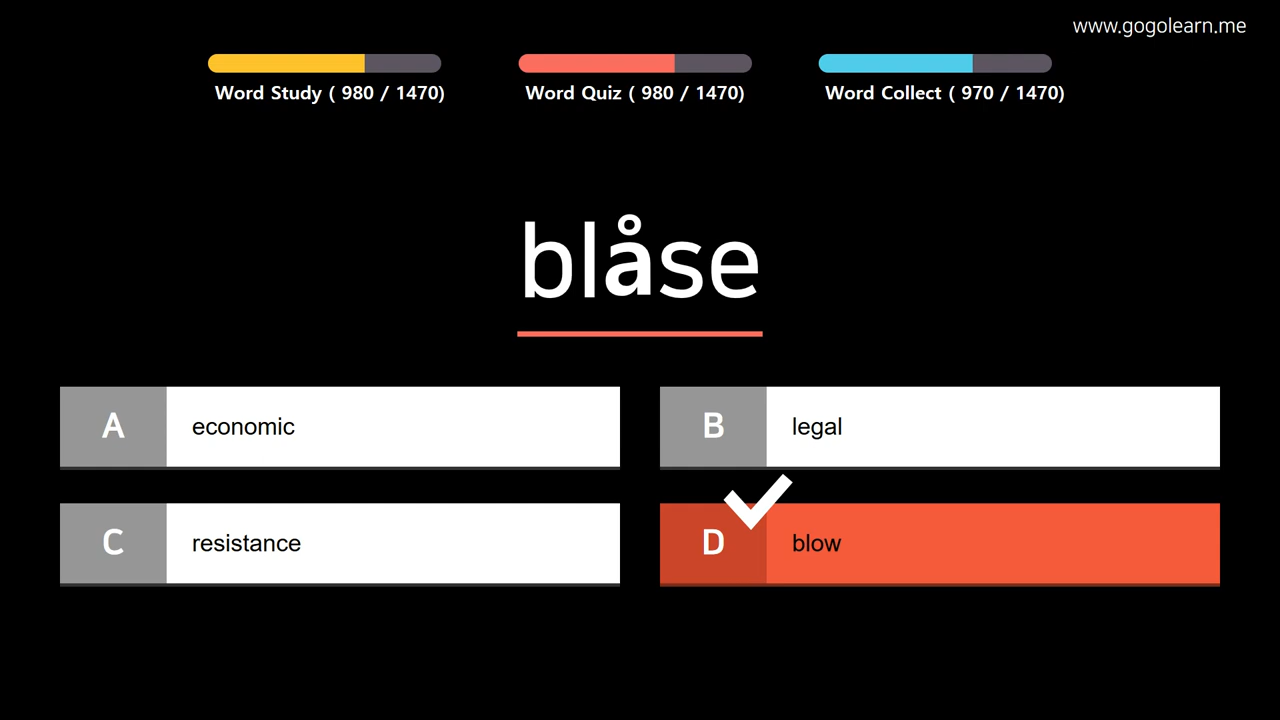 www.gogolearn.me
Word Study ( 980 / 1470)
Word Quiz ( 980 / 1470)
Word Collect ( 970 / 1470)
blåse
A economic
B legal
C resistance
D blow